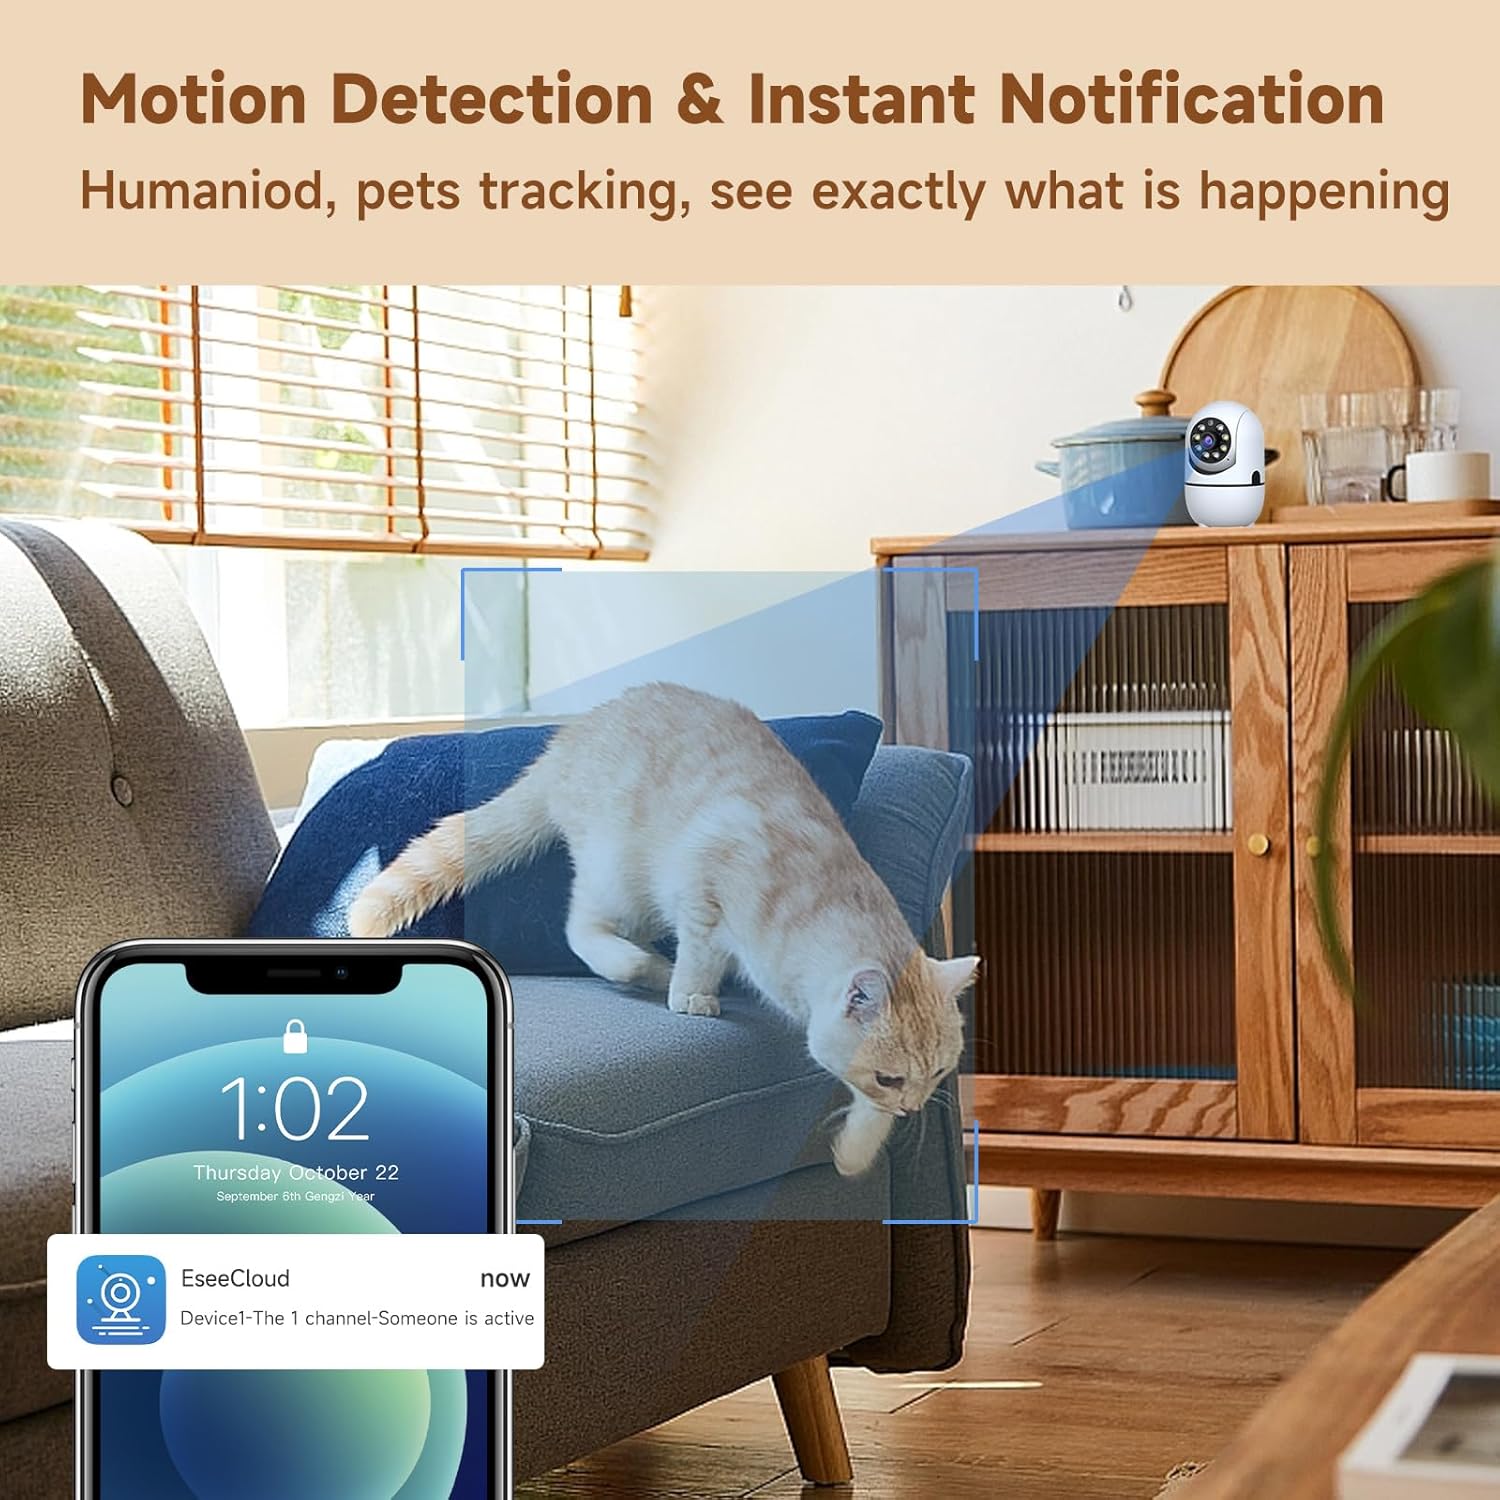 Motion Detection & Instant Notification
Humaniod, pets tracking, see exactly what is happening
1:02
Thursday October 22
September 6th Gengzi Year
EseeCloud now
Device1-The 1 channel-Someone is active